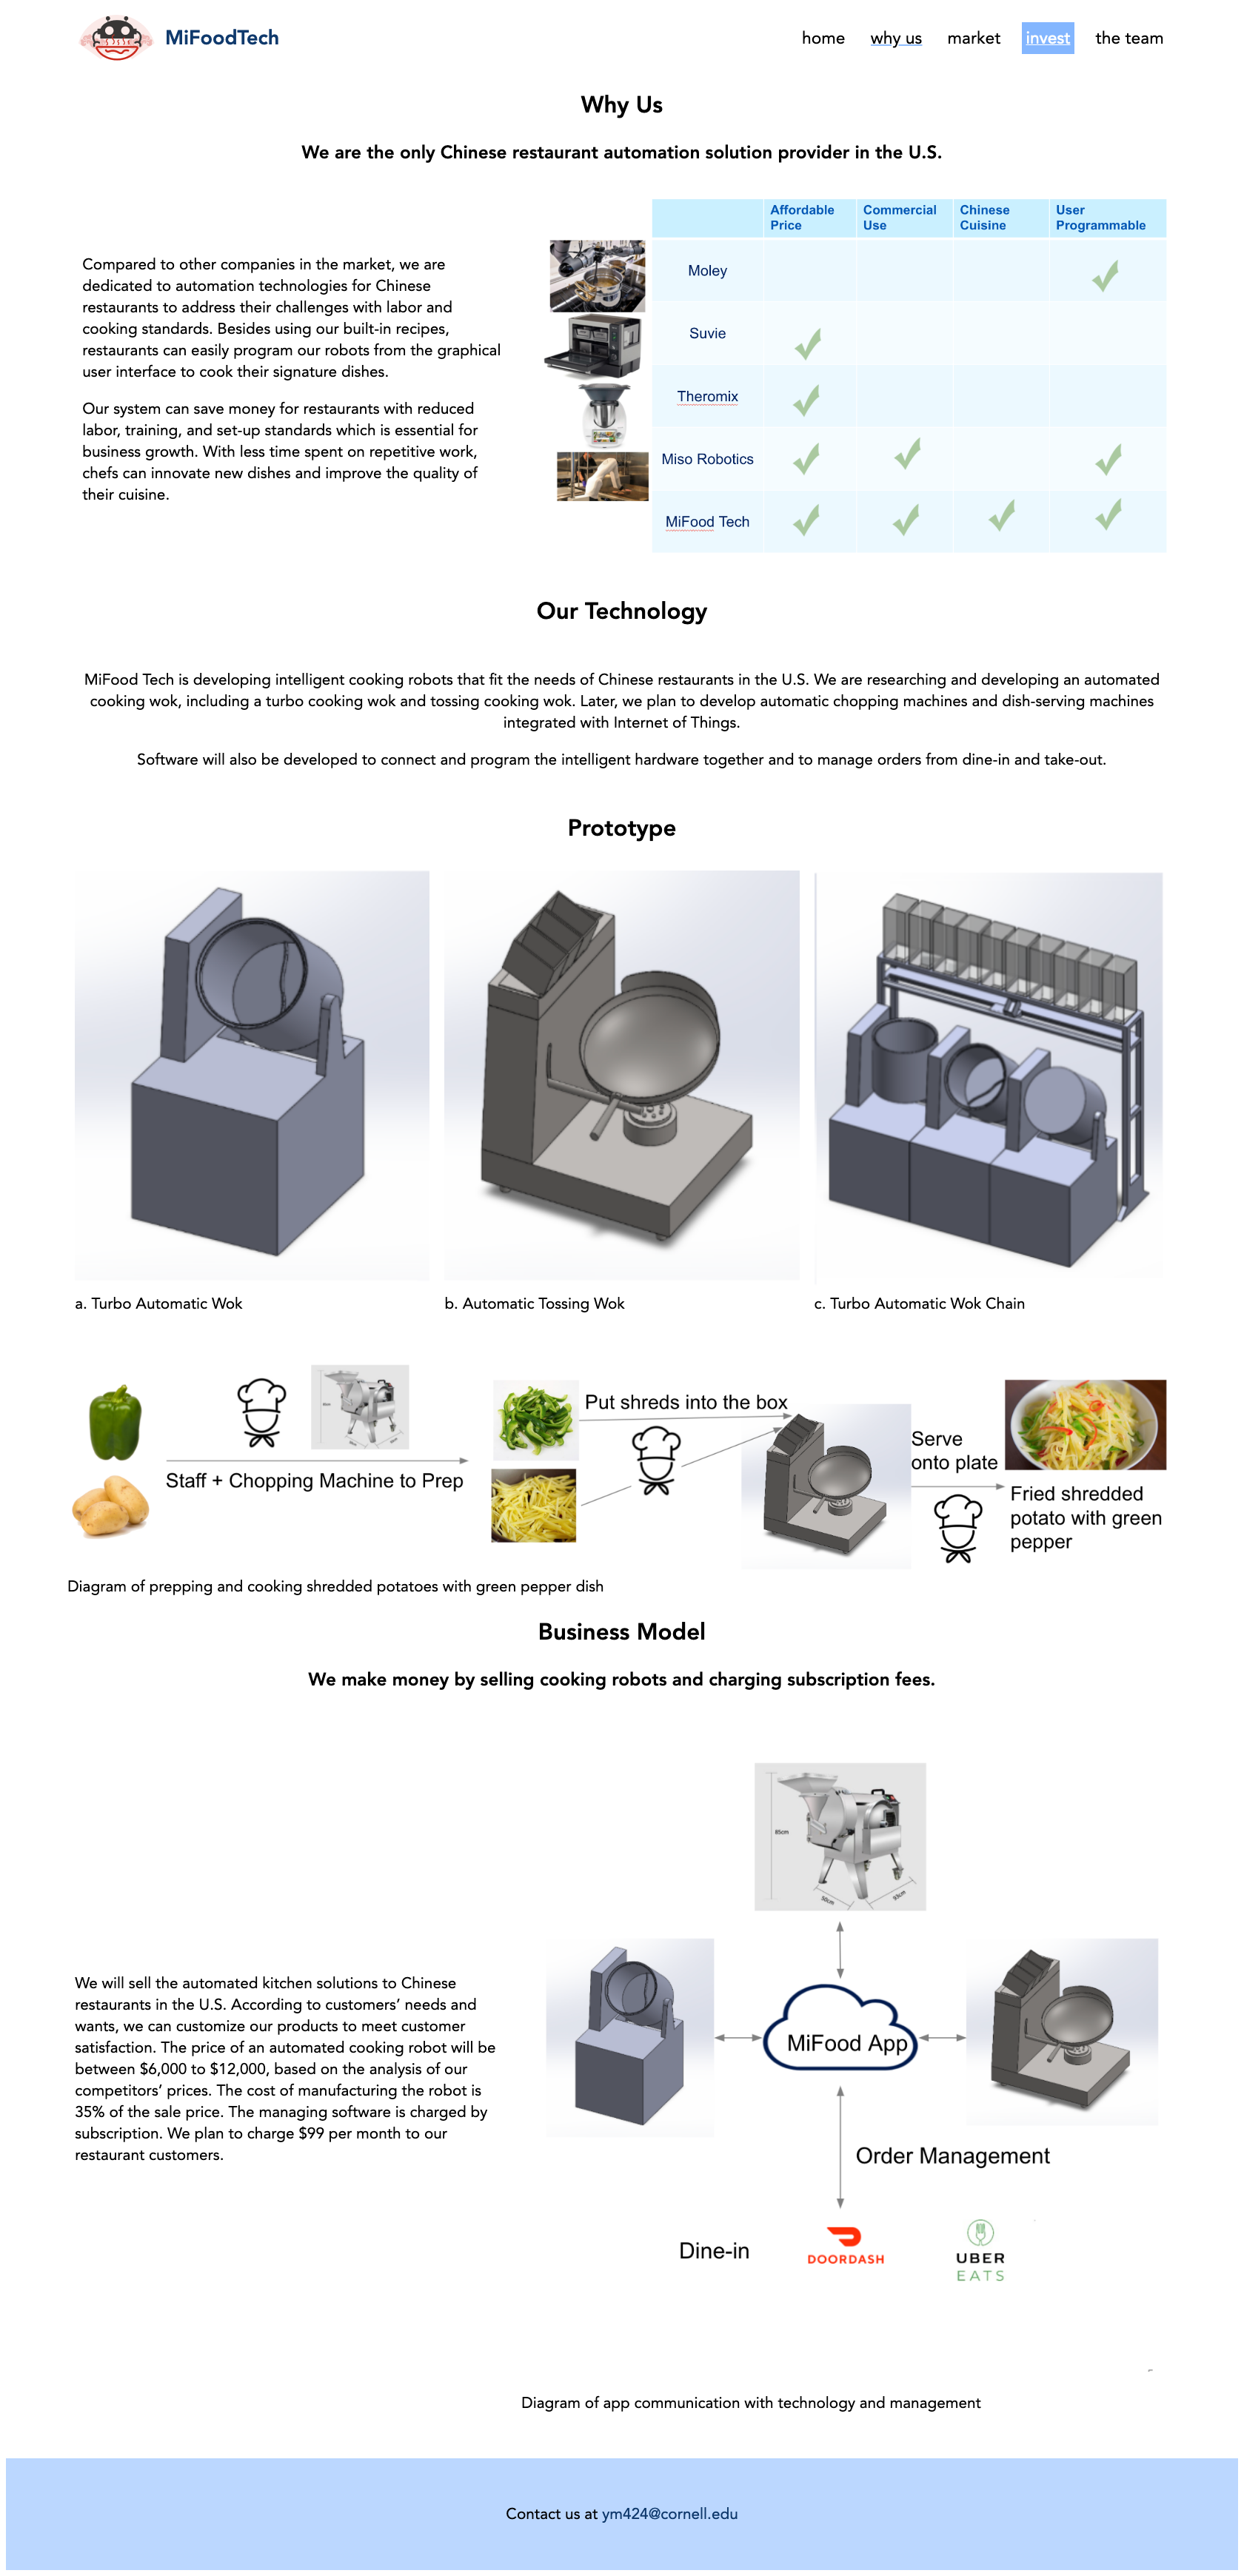 MiFoodTech
home why us market invest the team
Why Us
We are the only Chinese restaurant automation solution provider in the U.S.
Compared to other companies in the market, we are
dedicated to automation technologies for Chinese
restaurants to address their challenges with labor and
cooking standards. Besides using our built-in recipes,
restaurants can easily program our robots from the graphical
user interface to cook their signature dishes.
Our system can save money for restaurants with reduced
labor, training, and set-up standards which is essential for
business growth. With less time spent on repetitive work,
chefs can innovate new dishes and improve the quality of
their cuisine.
Affordable Price
Commercial Use
Chinese Cuisine
User Programmable
Moley
Suvie
Theromix
Miso Robotics
MiFood Tech
Our Technology
MiFood Tech is developing intelligent cooking robots that fit the needs of Chinese restaurants in the U.S. We are researching and developing an automated
cooking wok, including a turbo cooking wok and tossing cooking wok. Later, we plan to develop automatic chopping machines and dish-serving machines
integrated with Internet of Things.
Software will also be developed to connect and program the intelligent hardware together and to manage orders from dine-in and take-out.
Prototype
a. Turbo Automatic Wok
b. Automatic Tossing Wok
c. Turbo Automatic Wok Chain
Staff + Chopping Machine to Prep
Put shreds into the box
Serve
onto plate
Fried shredded
potato with green
pepper
Diagram of prepping and cooking shredded potatoes with green pepper dish
Business Model
We make money by selling cooking robots and charging subscription fees.
We will sell the automated kitchen solutions to Chinese
restaurants in the U.S. According to customers’ needs and
wants, we can customize our products to meet customer
satisfaction. The price of an automated cooking robot will be
between $6,000 to $12,000, based on the analysis of our
competitors’ prices. The cost of manufacturing the robot is
35% of the sale price. The managing software is charged by
subscription. We plan to charge $99 per month to our
restaurant customers.
85cm
50cm
93cm
MiFood App
Order Management
Dine-in
DOORDASH
UBER
EATS
Diagram of app communication with technology and management
Contact us at ym424@cornell.edu